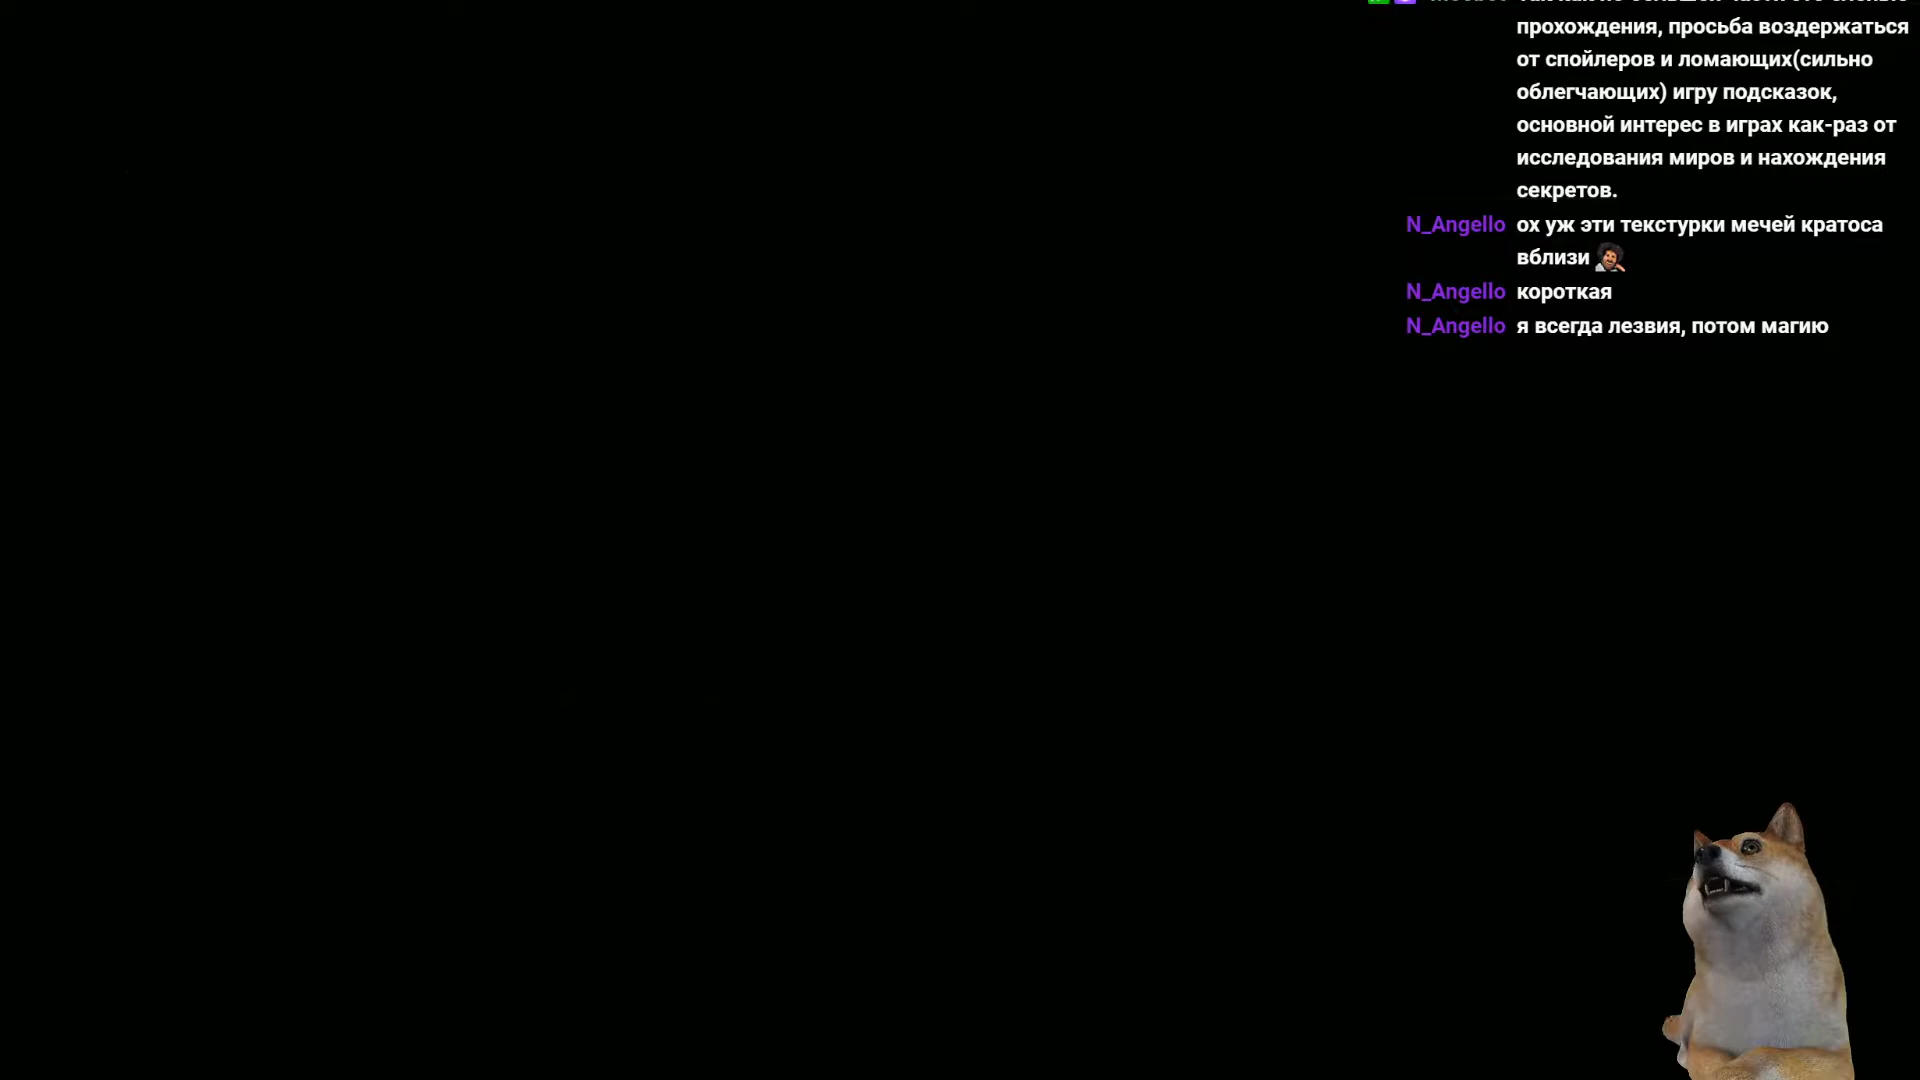 прохождения, просьба воздержаться
от спойлеров и ломающих(сильно
облегчающих) игру подсказок,
основной интерес в играх как-раз от
исследования миров и нахождения
секретов.
N_Angello ох уж эти текстурки мечей кратоса
вблизи
N_Angello короткая
N_Angello я всегда лезвия, потом магию